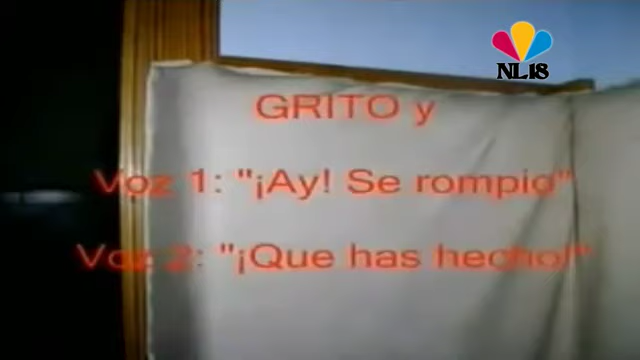 NL18
GRITO y
Voz 1: "¡Ay! Se rompio"
Voz 2: "¡Que has hecho!"